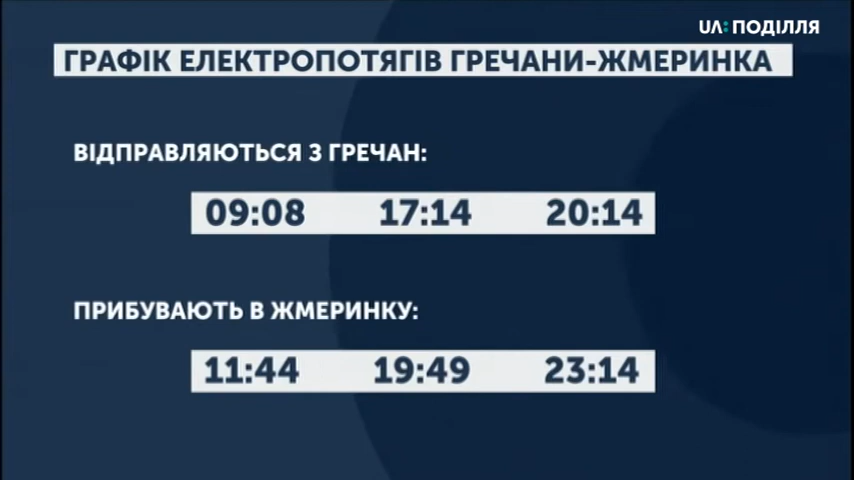 UA: ПОДІЛЛЯ
ГРАФІК ЕЛЕКТРОПОТЯГІВ ГРЕЧАНИ-ЖМЕРИНКА
ВІДПРАВЛЯЮТЬСЯ З ГРЕЧАН:
09:08 17:14 20:14
ПРИБУВАЮТЬ В ЖМЕРИНКУ:
11:44 19:49 23:14